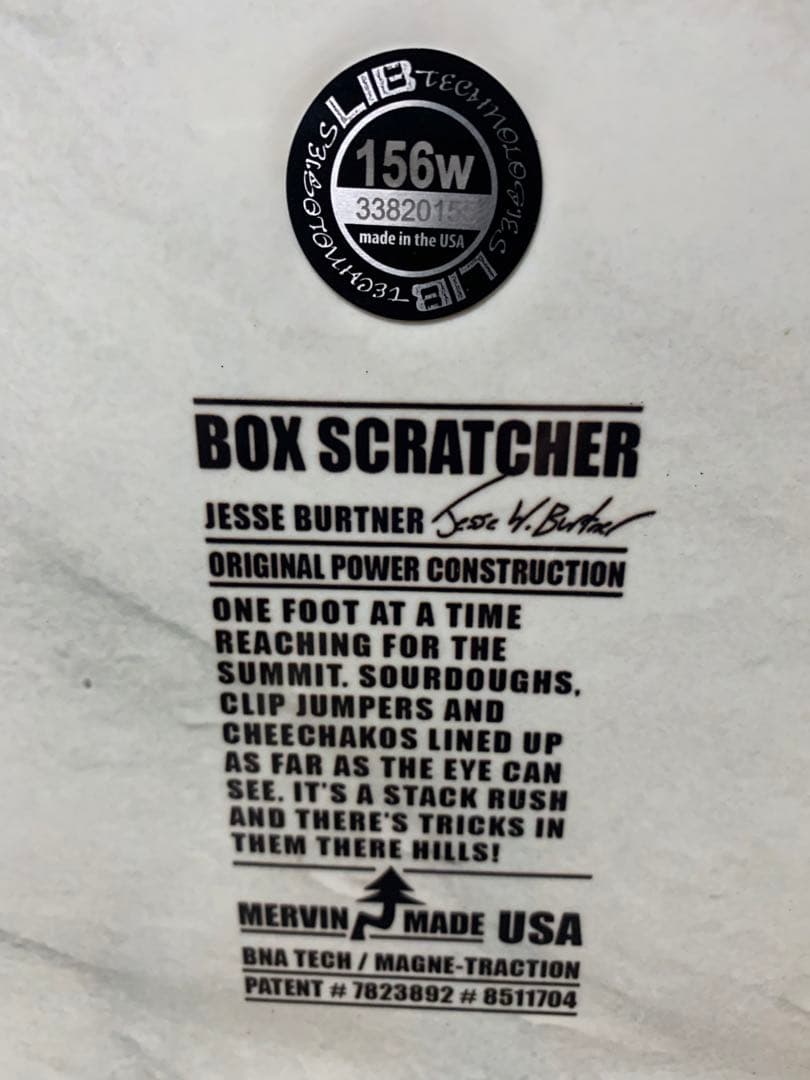 LIB TECHNOLOGIES LIB TECHNOLOGIES
156w
3382015
made in the USA
BOX SCRATCHER
JESSE BURTNER Jesse W. Burtner
ORIGINAL POWER CONSTRUCTION
ONE FOOT AT A TIME
REACHING FOR THE
SUMMIT. SOURDOUGHS,
CLIP JUMPERS AND
CHEECHAKOS LINED UP
AS FAR AS THE EYE CAN
SEE. IT'S A STACK RUSH
AND THERE'S TRICKS IN
THEM THERE HILLS!
MERVIN MADE USA
BNA TECH / MAGNE-TRACTION
PATENT # 7823892 # 8511704